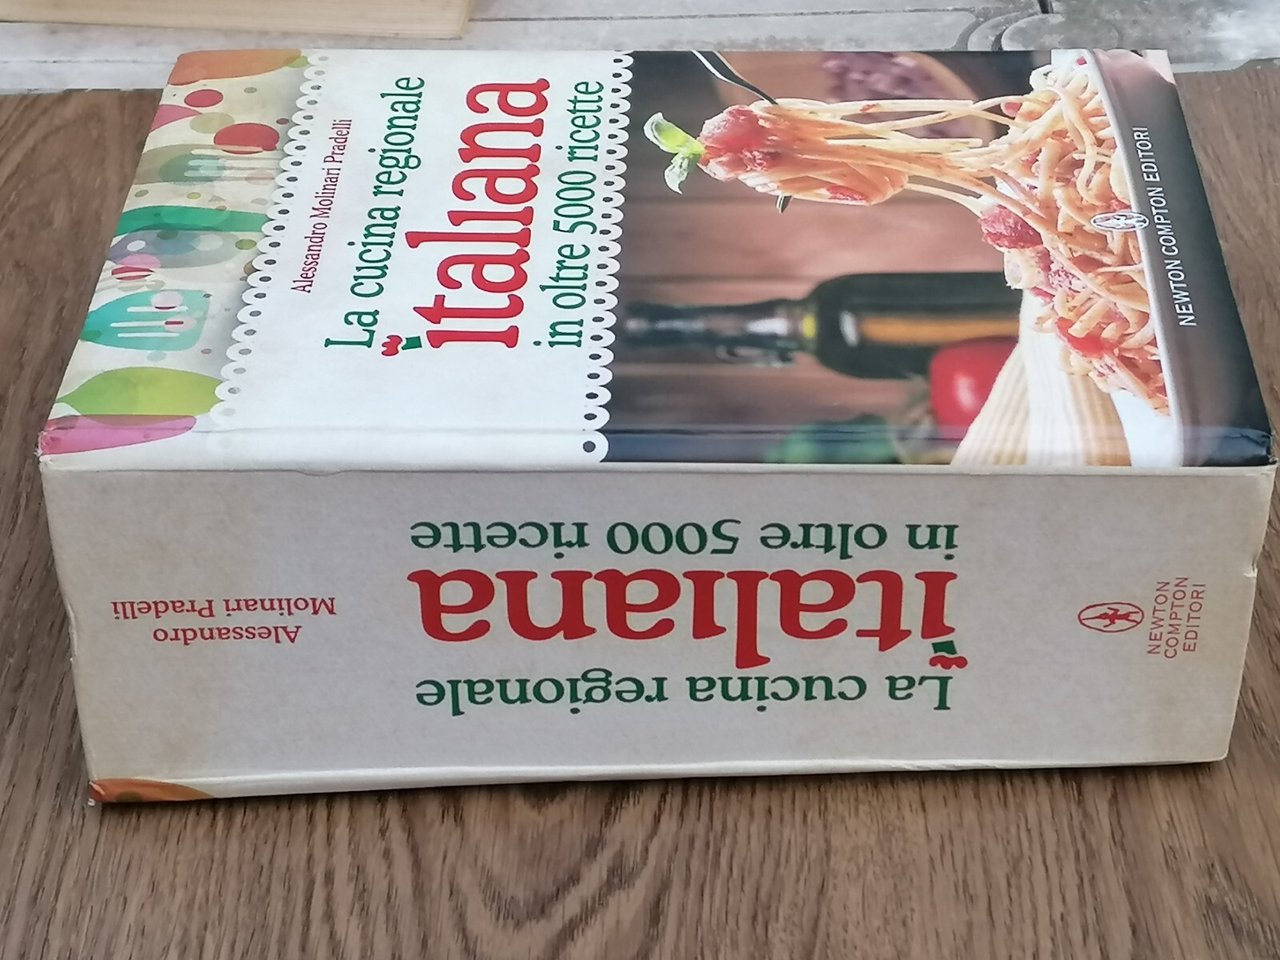 Alessandro Molinari Pradelli
La cucina regionale
italiana
in oltre 5000 ricette
NEWTON COMPTON EDITORI
Alessandro
Molinari Pradelli
La cucina regionale
italiana
in oltre 5000 ricette
NEWTON
COMPTON
EDITORI